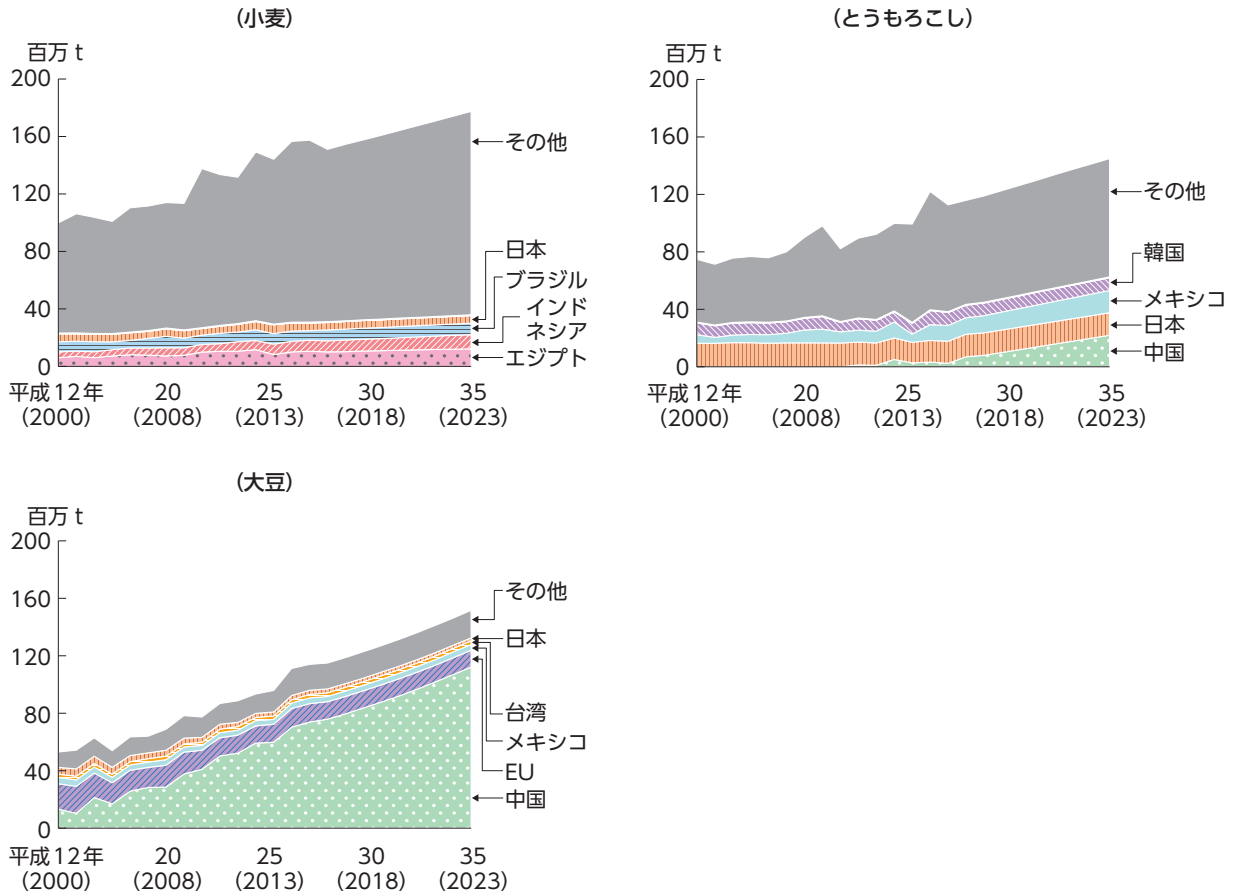 (小麦)
百万 t
200
160
120
80
40
0
その他
日本
ブラジル
インド
ネシア
エジプト
平成12年 20 25 30 35
(2000) (2008) (2013) (2018) (2023)
(とうもろこし)
百万 t
200
160
120
80
40
0
その他
韓国
メキシコ
日本
中国
平成12年 20 25 30 35
(2000) (2008) (2013) (2018) (2023)
(大豆)
百万 t
200
160
120
80
40
0
その他
日本
台湾
メキシコ
EU
中国
平成12年 20 25 30 35
(2000) (2008) (2013) (2018) (2023)